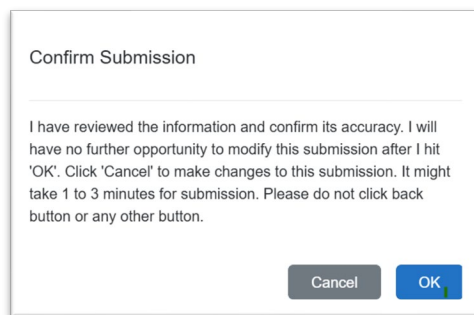 Confirm Submission
I have reviewed the information and confirm its accuracy. I will
have no further opportunity to modify this submission after I hit
'OK'. Click 'Cancel' to make changes to this submission. It might
take 1 to 3 minutes for submission. Please do not click back
button or any other button.
Cancel OK